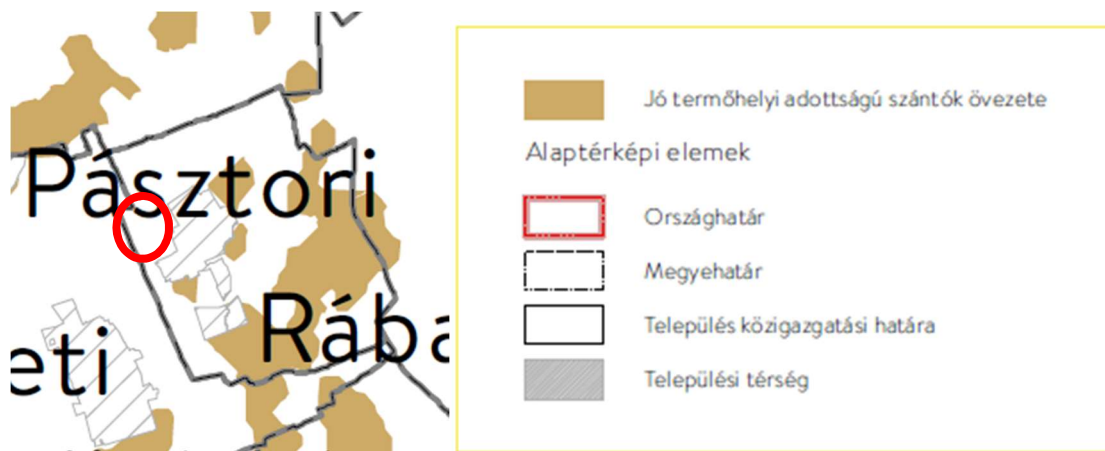 Pásztori
Rába
eti
Jó termőhelyi adottságú szántók övezete
Alaptérképi elemek
Országhatár
Megyehatár
Település közigazgatási határa
Települési térség